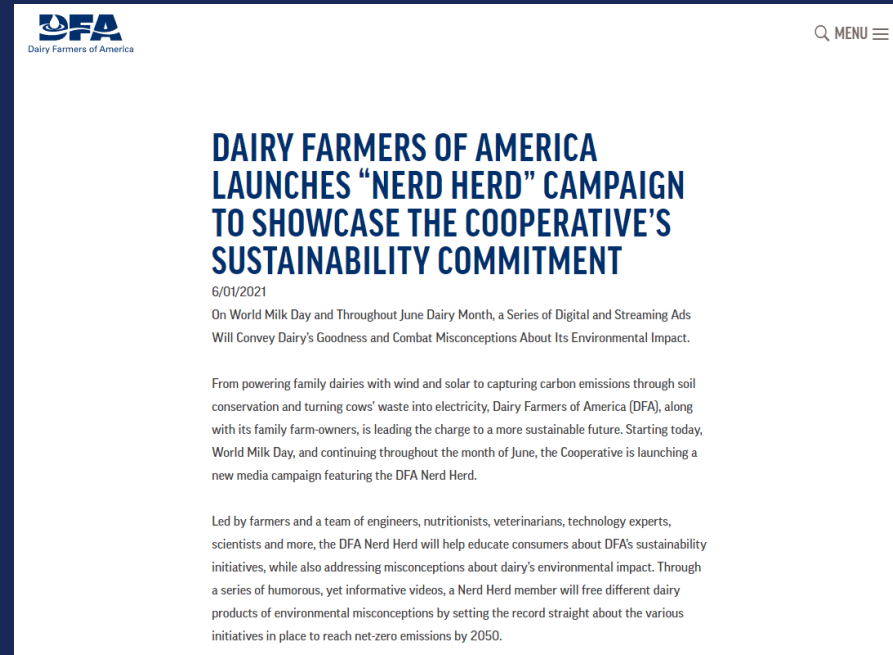 DFA
Dairy Farmers of America
MENU
DAIRY FARMERS OF AMERICA
LAUNCHES “NERD HERD” CAMPAIGN
TO SHOWCASE THE COOPERATIVE’S
SUSTAINABILITY COMMITMENT
6/01/2021
On World Milk Day and Throughout June Dairy Month, a Series of Digital and Streaming Ads
Will Convey Dairy’s Goodness and Combat Misconceptions About Its Environmental Impact.
From powering family dairies with wind and solar to capturing carbon emissions through soil
conservation and turning cows’ waste into electricity, Dairy Farmers of America (DFA), along
with its family farm-owners, is leading the charge to a more sustainable future. Starting today,
World Milk Day, and continuing throughout the month of June, the Cooperative is launching a
new media campaign featuring the DFA Nerd Herd.
Led by farmers and a team of engineers, nutritionists, veterinarians, technology experts,
scientists and more, the DFA Nerd Herd will help educate consumers about DFA’s sustainability
initiatives, while also addressing misconceptions about dairy’s environmental impact. Through
a series of humorous, yet informative videos, a Nerd Herd member will free different dairy
products of environmental misconceptions by setting the record straight about the various
initiatives in place to reach net-zero emissions by 2050.